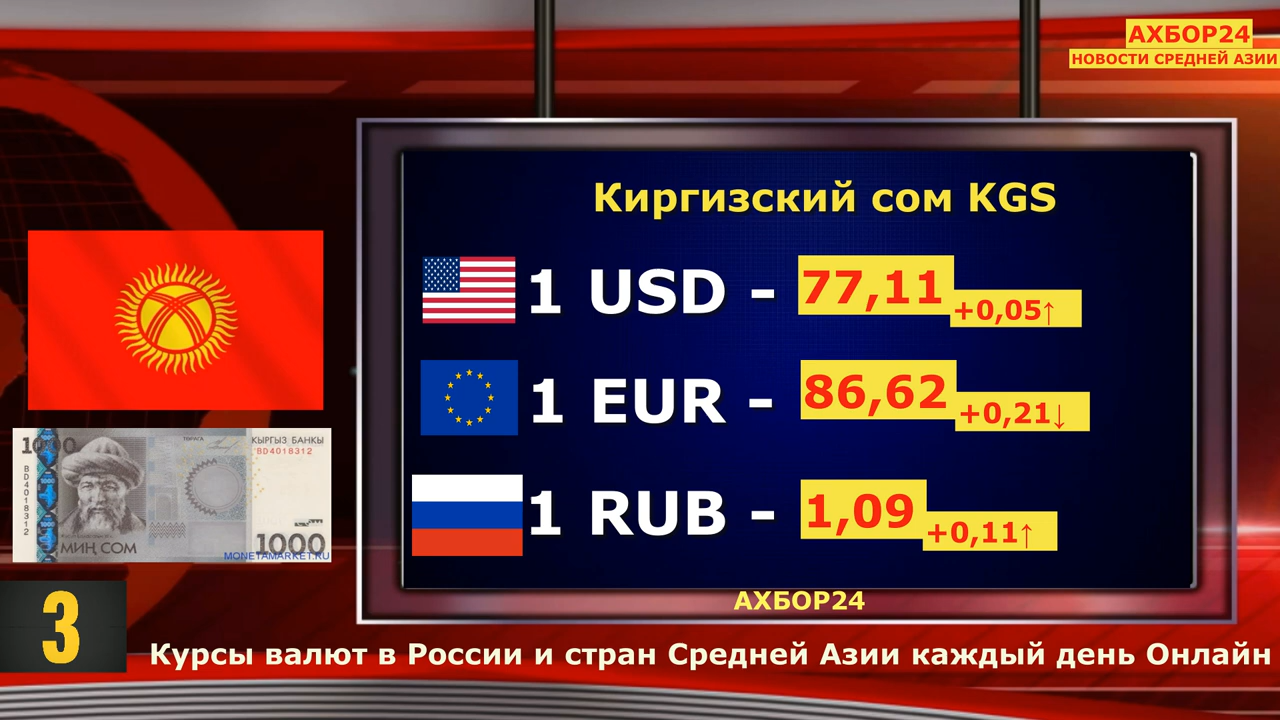 АХБОР24
НОВОСТИ СРЕДНЕЙ АЗИИ
Киргизский сом KGS
1 USD - 77,11 +0,05↑
1 EUR - 86,62 +0,21↓
1 RUB - 1,09 +0,11↑
1000
КЫРГЫЗ БАНКЫ
BD4018312
BD4018312
1000
МИҢ СОМ
1000
MONETAMARKET.RU
АХБОР24
3
Курсы валют в России и стран Средней Азии каждый день Онлайн